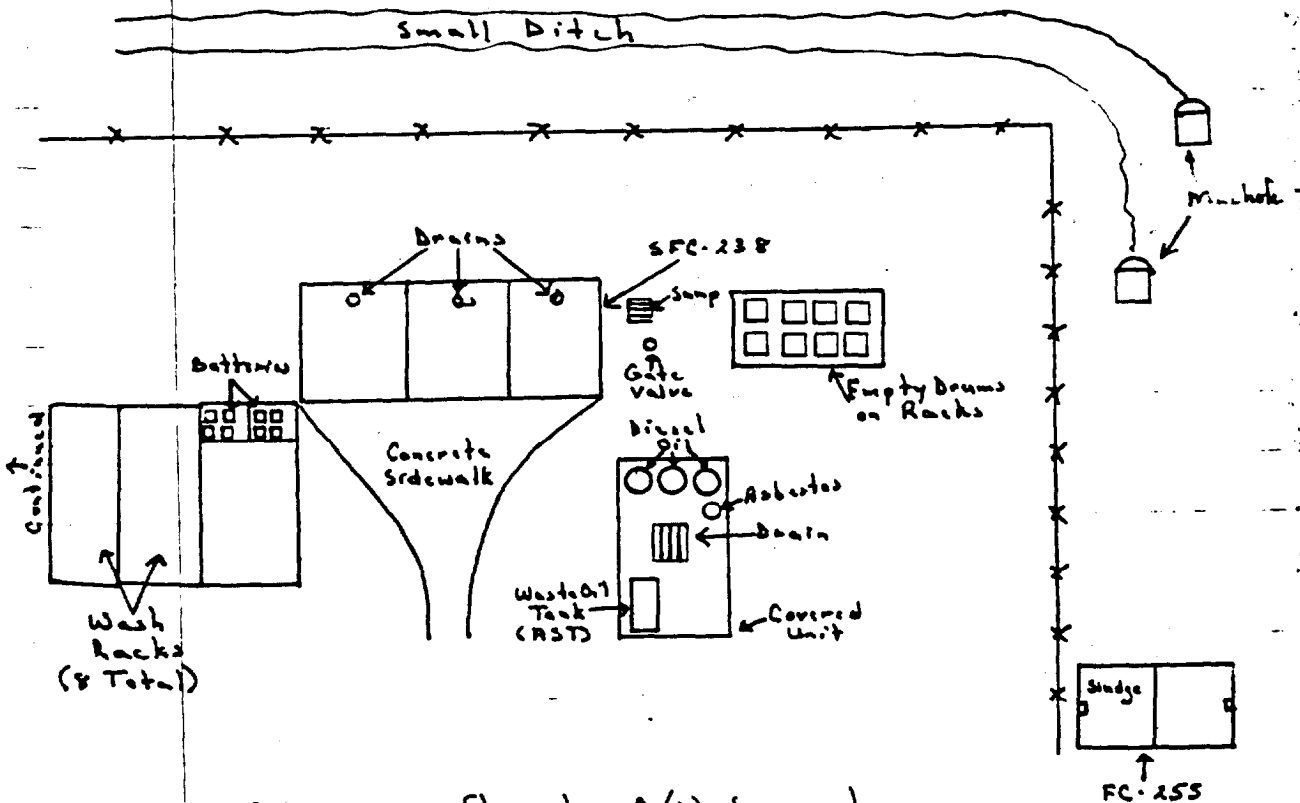 Small Ditch
Manhole
Drains
SFC-238
Sump
Gate
Valve
Empty Drums
on Racks
Batteries
Continued
Concrete
Sidewalk
Diesel
Oil
Asbestos
Drain
Waste Oil
Tank
(AST)
Covered
Unit
Wash
Racks
(8 Total)
Sludge
FC-255